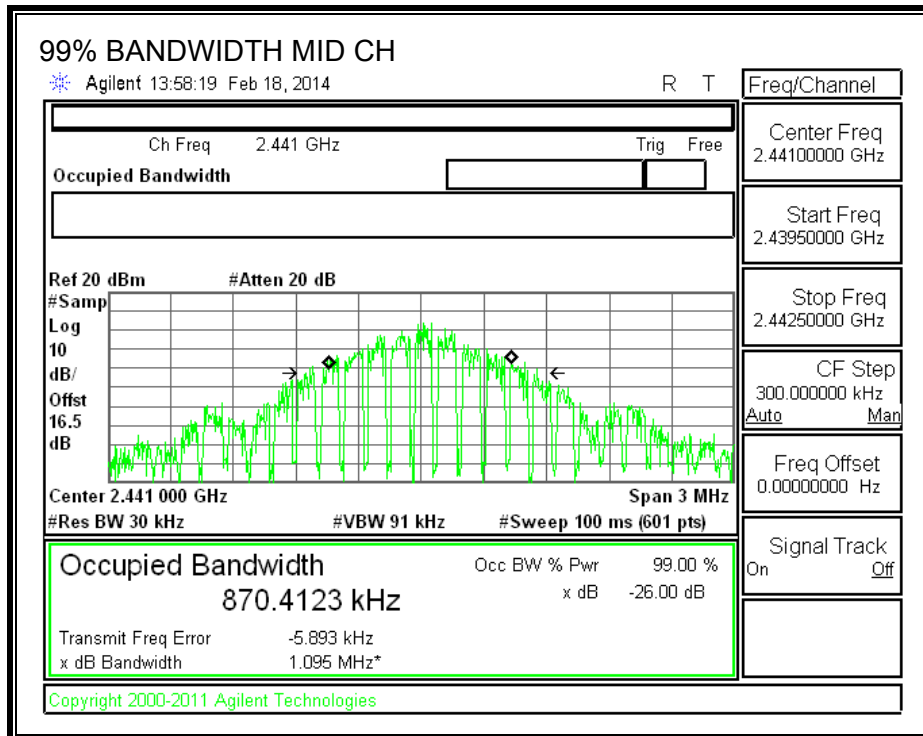 99% BANDWIDTH MID CH
Agilent 13:58:19 Feb 18, 2014 R T
Ch Freq 2.441 GHz Trig Free
Occupied Bandwidth
Ref 20 dBm #Atten 20 dB
#Samp
Log
10
dB/
Offst
16.5
dB
Center 2.441 000 GHz Span 3 MHz
#Res BW 30 kHz #VBW 91 kHz #Sweep 100 ms (601 pts)
Occupied Bandwidth Occ BW % Pwr 99.00 %
870.4123 kHz x dB -26.00 dB
Transmit Freq Error -5.893 kHz
x dB Bandwidth 1.095 MHz*
Copyright 2000-2011 Agilent Technologies
Freq/Channel
Center Freq
2.44100000 GHz
Start Freq
2.43950000 GHz
Stop Freq
2.44250000 GHz
CF Step
300.000000 kHz
Auto Man
Freq Offset
0.00000000 Hz
Signal Track
On Off